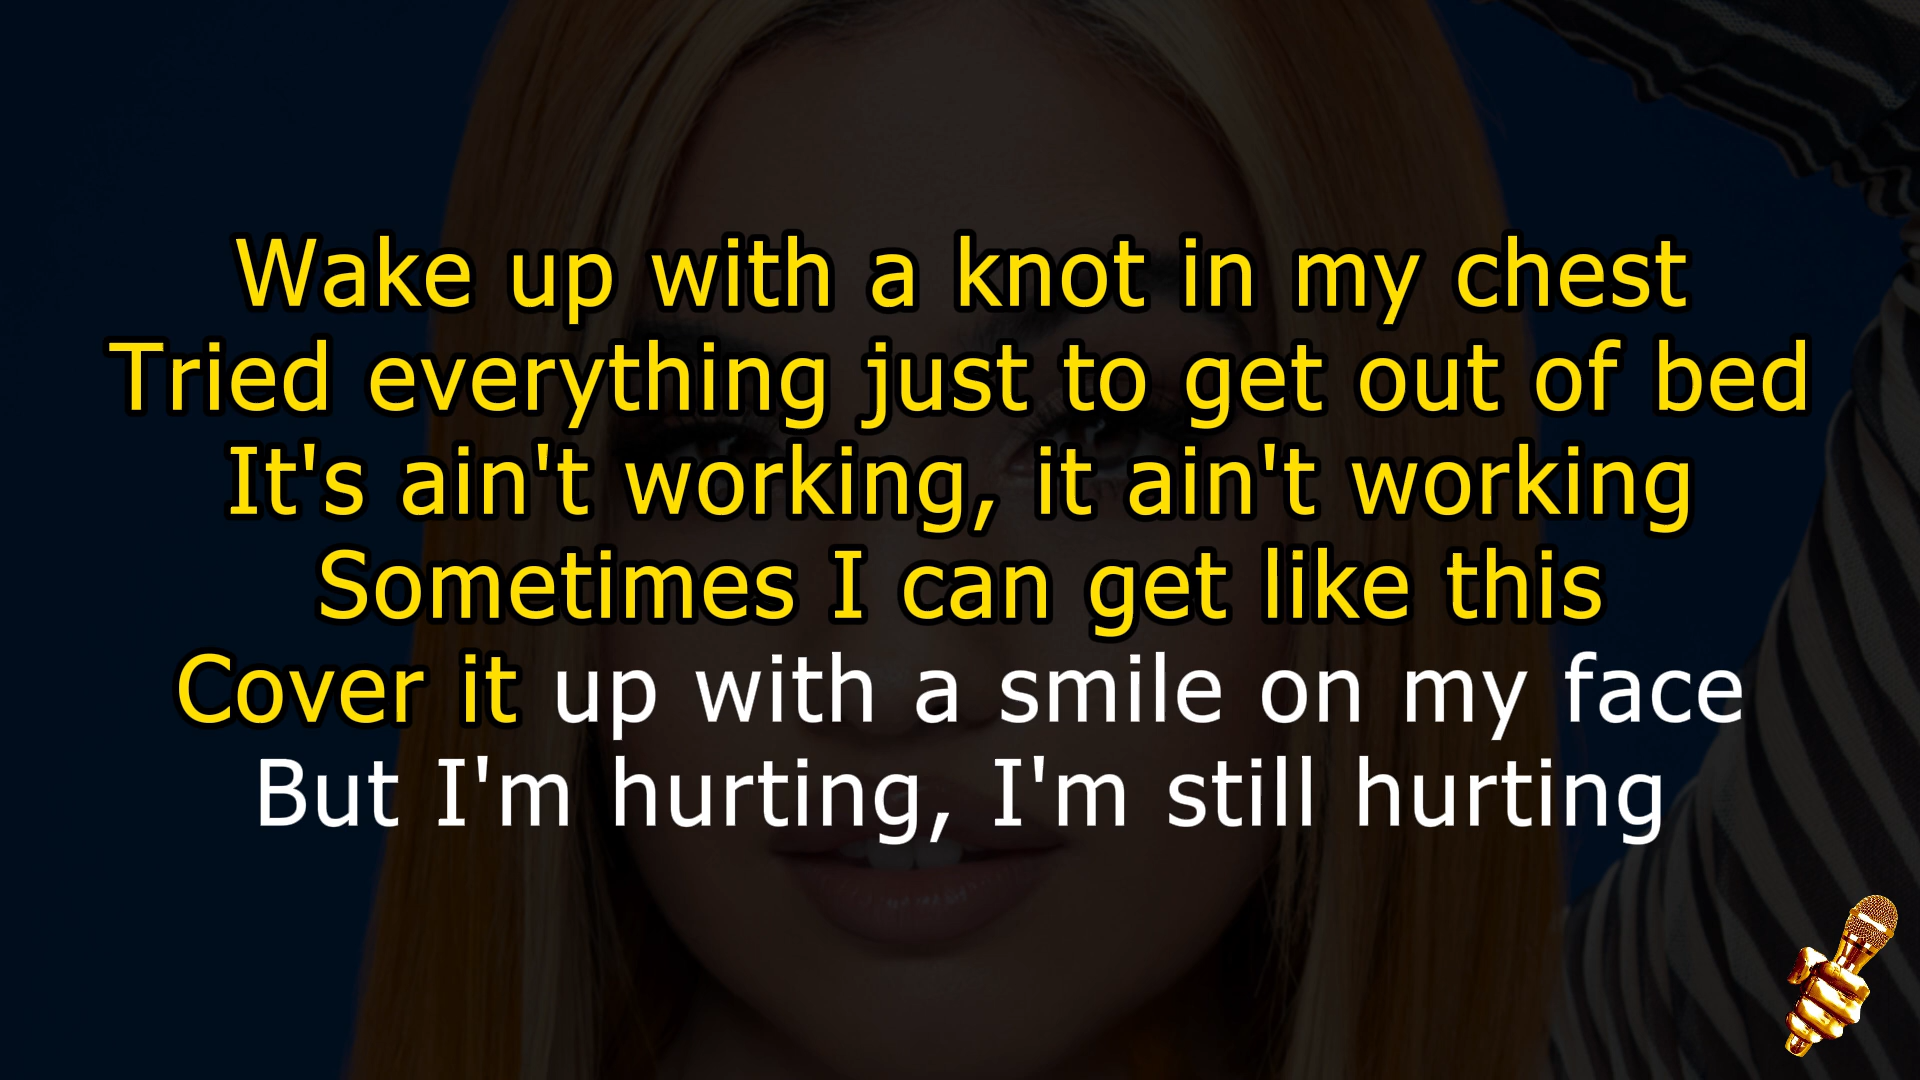 Wake up with a knot in my chest
Tried everything just to get out of bed
It's ain't working, it ain't working
Sometimes I can get like this
Cover it up with a smile on my face
But I'm hurting, I'm still hurting